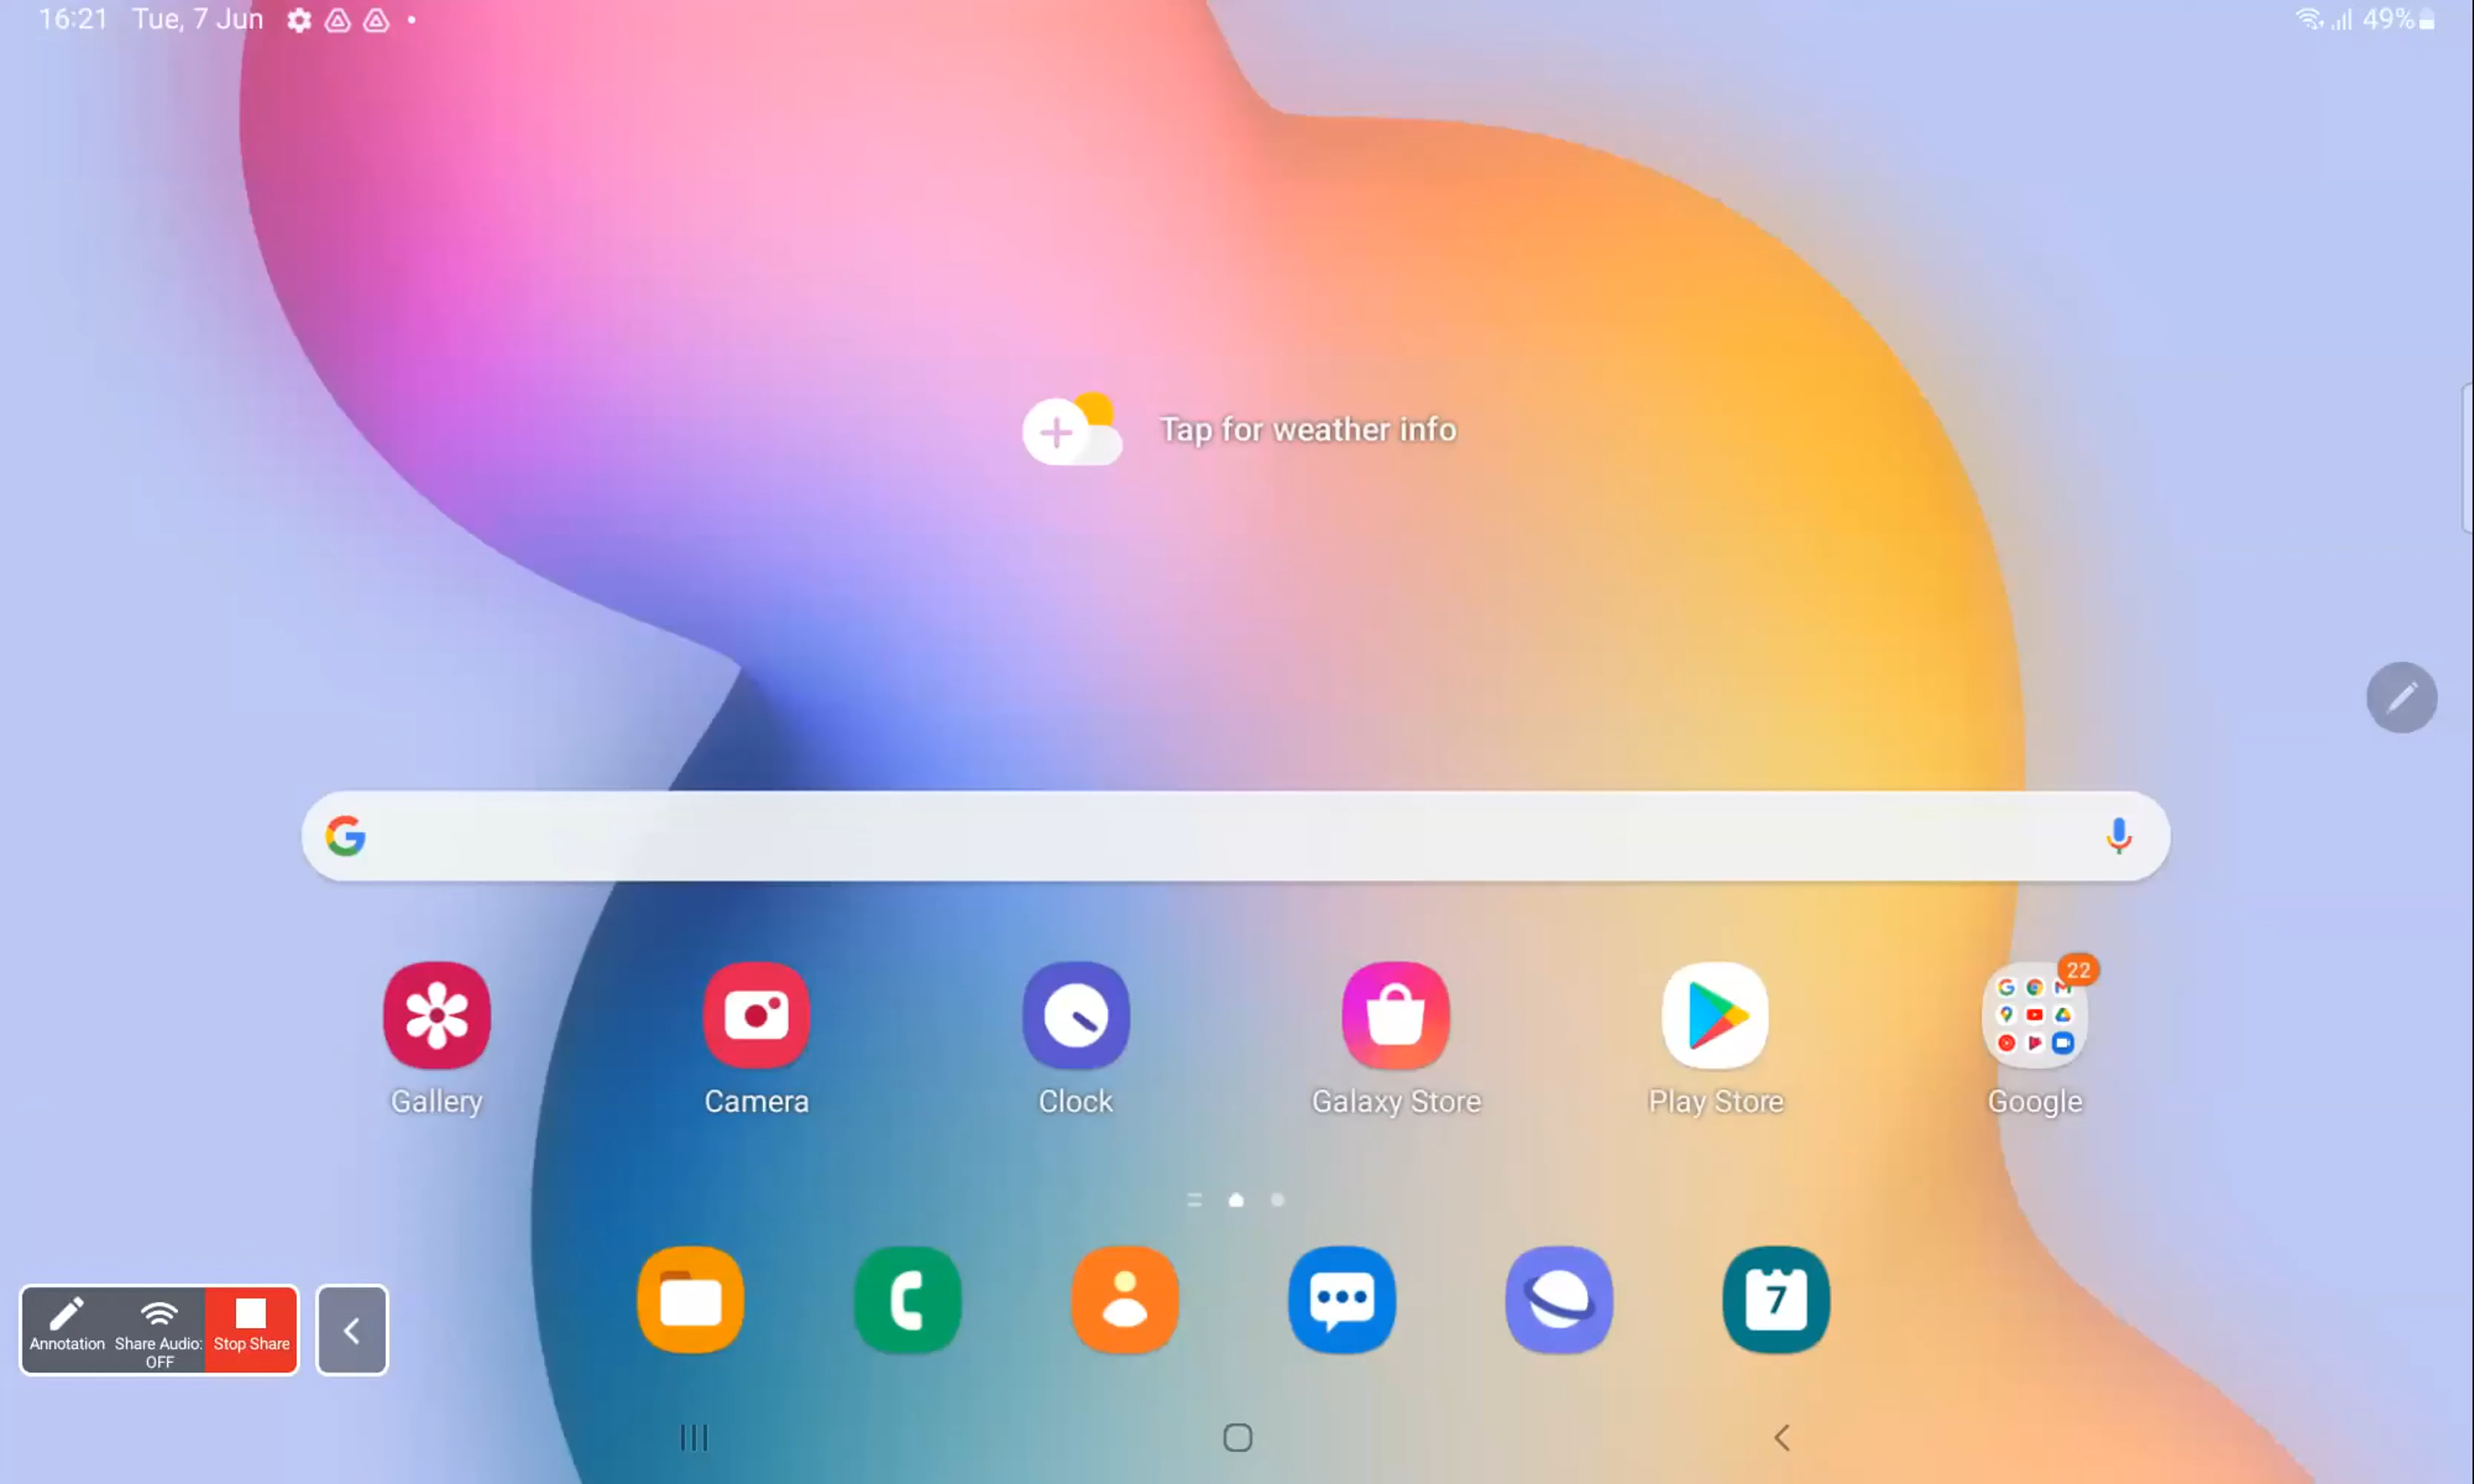 16:21 Tue, 7 Jun
49%
Tap for weather info
22
Gallery Camera Clock Galaxy Store Play Store Google
7
Annotation Share Audio: Stop Share
OFF